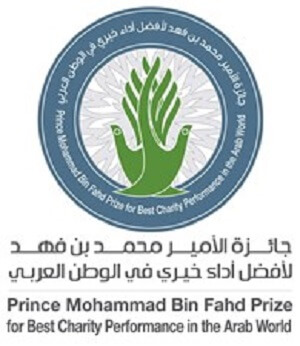 جائزة الأمير محمد بن فهد لأفضل أداء خيري في الوطن العربي
Prince Mohammad Bin Fahd Prize for Best Charity Performance in the Arab World
جائزة الأمير محمد بن فهد
لأفضل أداء خيري في الوطن العربي
Prince Mohammad Bin Fahd Prize
for Best Charity Performance in the Arab World